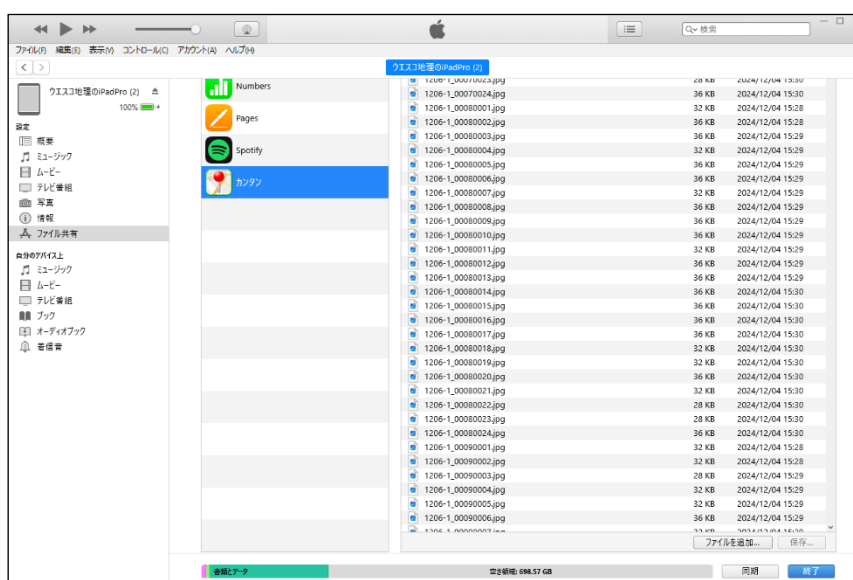 検索
ファイル(F) 編集(E) 表示(V) コントロール(C) アカウント(A) ヘルプ(H)
ウエスコ地理のiPadPro (2)
ウエスコ地理のiPadPro (2)
100%
設定
概要
ミュージック
ムービー
テレビ番組
写真
情報
ファイル共有
自分のデバイス上
ミュージック
ムービー
テレビ番組
ブック
オーディオブック
着信音
Numbers
Pages
Spotify
カンタン
1206-1_00070023.jpg 28 KB 2024/12/04 15:30
1206-1_00070024.jpg 36 KB 2024/12/04 15:30
1206-1_00080001.jpg 32 KB 2024/12/04 15:28
1206-1_00080002.jpg 36 KB 2024/12/04 15:28
1206-1_00080003.jpg 36 KB 2024/12/04 15:29
1206-1_00080004.jpg 32 KB 2024/12/04 15:29
1206-1_00080005.jpg 36 KB 2024/12/04 15:29
1206-1_00080006.jpg 36 KB 2024/12/04 15:29
1206-1_00080007.jpg 32 KB 2024/12/04 15:29
1206-1_00080008.jpg 36 KB 2024/12/04 15:29
1206-1_00080009.jpg 36 KB 2024/12/04 15:29
1206-1_00080010.jpg 36 KB 2024/12/04 15:29
1206-1_00080011.jpg 32 KB 2024/12/04 15:29
1206-1_00080012.jpg 36 KB 2024/12/04 15:29
1206-1_00080013.jpg 36 KB 2024/12/04 15:29
1206-1_00080014.jpg 36 KB 2024/12/04 15:30
1206-1_00080015.jpg 36 KB 2024/12/04 15:30
1206-1_00080016.jpg 36 KB 2024/12/04 15:30
1206-1_00080017.jpg 36 KB 2024/12/04 15:30
1206-1_00080018.jpg 32 KB 2024/12/04 15:30
1206-1_00080019.jpg 32 KB 2024/12/04 15:30
1206-1_00080020.jpg 36 KB 2024/12/04 15:30
1206-1_00080021.jpg 32 KB 2024/12/04 15:30
1206-1_00080022.jpg 28 KB 2024/12/04 15:30
1206-1_00080023.jpg 28 KB 2024/12/04 15:30
1206-1_00080024.jpg 36 KB 2024/12/04 15:30
1206-1_00090001.jpg 32 KB 2024/12/04 15:28
1206-1_00090002.jpg 32 KB 2024/12/04 15:28
1206-1_00090003.jpg 28 KB 2024/12/04 15:29
1206-1_00090004.jpg 32 KB 2024/12/04 15:29
1206-1_00090005.jpg 32 KB 2024/12/04 15:29
1206-1_00090006.jpg 36 KB 2024/12/04 15:29
ファイルを追加... 保存...
書類とデータ
空き領域: 698.57 GB
同期 終了